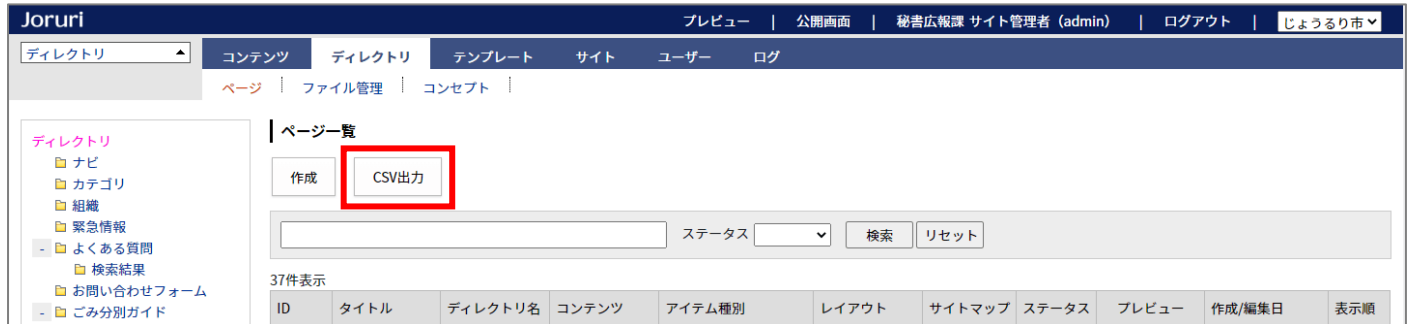 Joruri プレビュー | 公開画面 | 秘書広報課 サイト管理者（admin） | ログアウト | じょうるり市
ディレクトリ コンテンツ ディレクトリ テンプレート サイト ユーザー ログ
ページ ファイル管理 コンセプト
ディレクトリ
ナビ
カテゴリ
組織
緊急情報
- よくある質問
検索結果
お問い合わせフォーム
- ごみ分別ガイド
ページ一覧
作成 CSV出力
ステータス 検索 リセット
37件表示
ID タイトル ディレクトリ名 コンテンツ アイテム種別 レイアウト サイトマップ ステータス プレビュー 作成/編集日 表示順